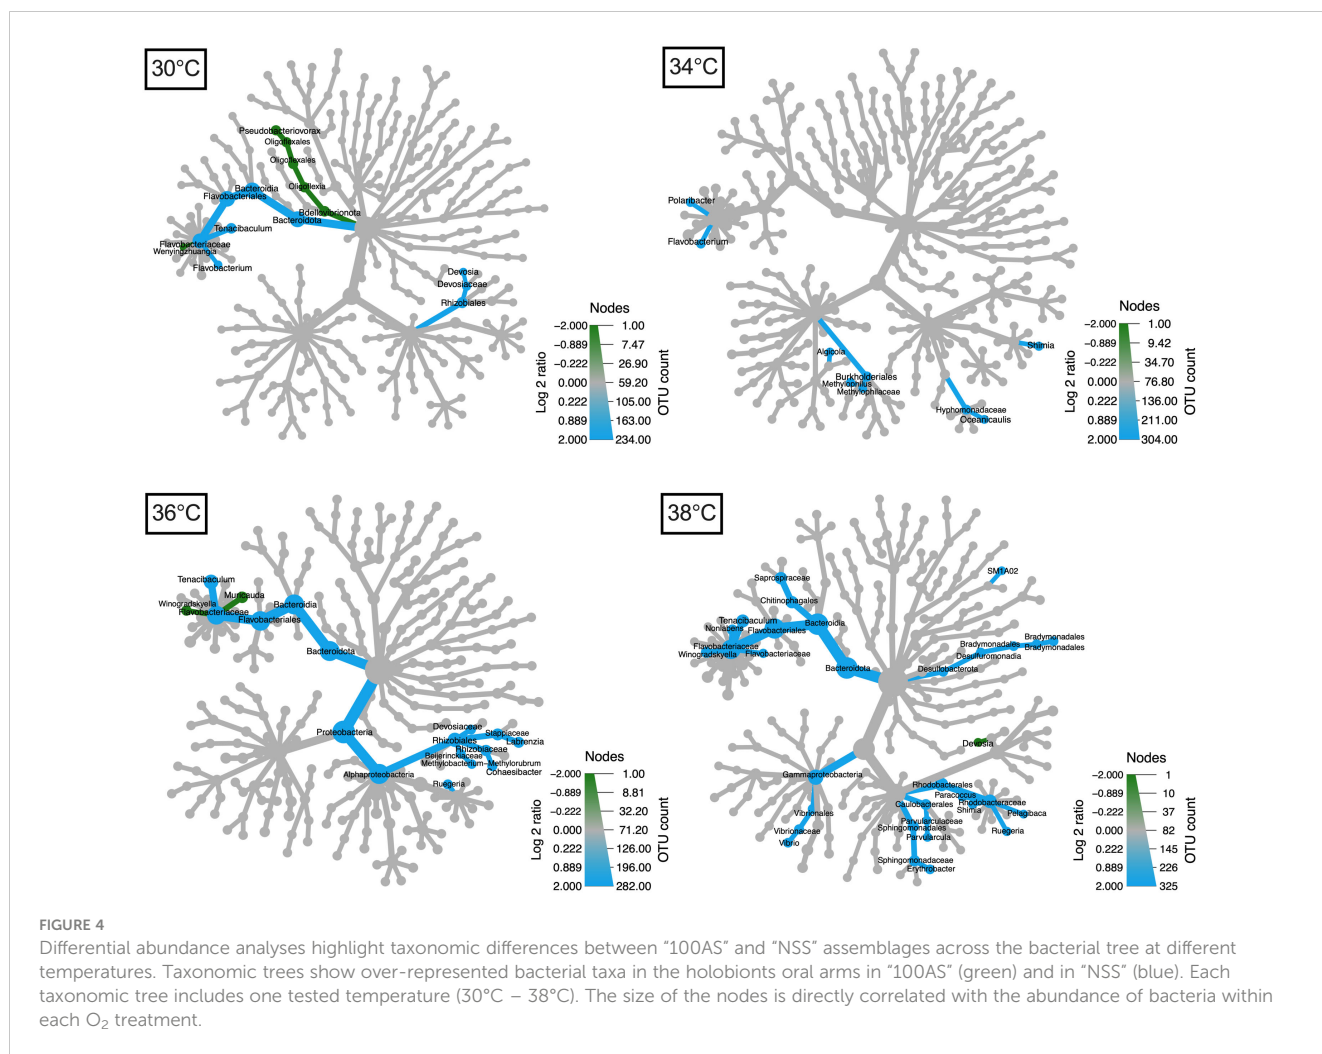 30°C
Pseudobacteriovorax
Oligoflexales
Oligoflexales
Oligoflexia
Bacteroidia
Flavobacteriales
Bdellovibrionota
Bacteroidota
Tenacibaculum
Flavobacteriaceae
Wenyingzhuangia
Flavobacterium
Devosia
Devosiaceae
Rhizobiales
Nodes
Log 2 ratio
OTU count
−2.000 1.00
−0.889 7.47
−0.222 26.90
0.000 59.20
0.222 105.00
0.889 163.00
2.000 234.00
34°C
Polaribacter
Flavobacterium
Algicola
Burkholderiales
Methylophilus
Methylophilaceae
Shimia
Hyphomonadaceae
Oceanicaulis
Nodes
Log 2 ratio
OTU count
−2.000 1.00
−0.889 9.42
−0.222 34.70
0.000 76.80
0.222 136.00
0.889 211.00
2.000 304.00
36°C
Tenacibaculum
Muricauda
Winogradskyella
Flavobacteriaceae
Flavobacteriales
Bacteroidia
Bacteroidota
Proteobacteria
Alphaproteobacteria
Devosiaceae
Stappiaceae
Rhizobiales
Labrenzia
Rhizobiaceae
Beijerinckiaceae
Methylobacterium−Methylorubrum
Cohaesibacter
Ruegeria
Nodes
Log 2 ratio
OTU count
−2.000 1.00
−0.889 8.81
−0.222 32.20
0.000 71.20
0.222 126.00
0.889 196.00
2.000 282.00
38°C
Saprospiraceae
Chitinophagales
Tenacibaculum
Nonlabens
Flavobacteriales
Bacteroidia
Flavobacteriaceae
Winogradskyella
Flavobacteriaceae
Bacteroidota
SM1A02
Bradymonadales
Bradymonadales
Bradymonadales
Desulfuromonadia
Desulfobacterota
Devosia
Gammaproteobacteria
Vibrionales
Vibrionaceae
Vibrio
Rhodobacterales
Paracoccus
Caulobacterales
Rhodobacteraceae
Shimia
Pelagibaca
Parvularculaceae
Sphingomonadales
Parvularcula
Ruegeria
Sphingomonadaceae
Erythrobacter
Nodes
Log 2 ratio
OTU count
−2.000 1
−0.889 10
−0.222 37
0.000 82
0.222 145
0.889 226
2.000 325
FIGURE 4
Differential abundance analyses highlight taxonomic differences between “100AS” and “NSS” assemblages across the bacterial tree at different
temperatures. Taxonomic trees show over-represented bacterial taxa in the holobionts oral arms in “100AS” (green) and in “NSS” (blue). Each
taxonomic tree includes one tested temperature (30°C – 38°C). The size of the nodes is directly correlated with the abundance of bacteria within
each O₂ treatment.